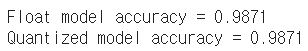 Float model accuracy = 0.9871
Quantized model accuracy = 0.9871